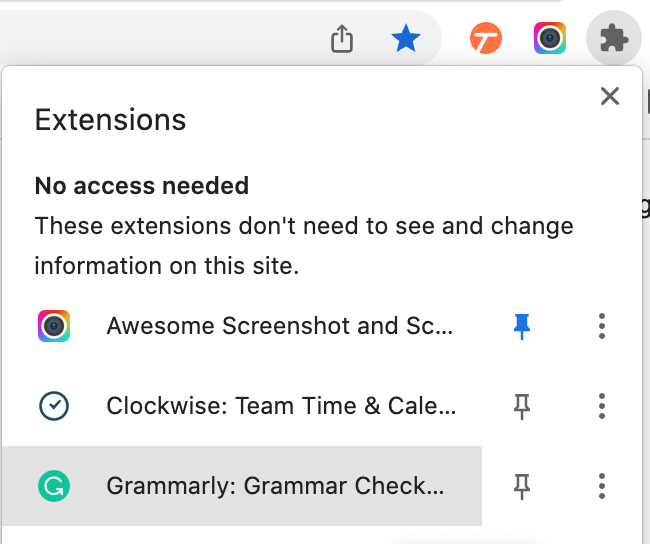 Extensions
No access needed
These extensions don't need to see and change
information on this site.
Awesome Screenshot and Sc...
Clockwise: Team Time & Cale...
Grammarly: Grammar Check...